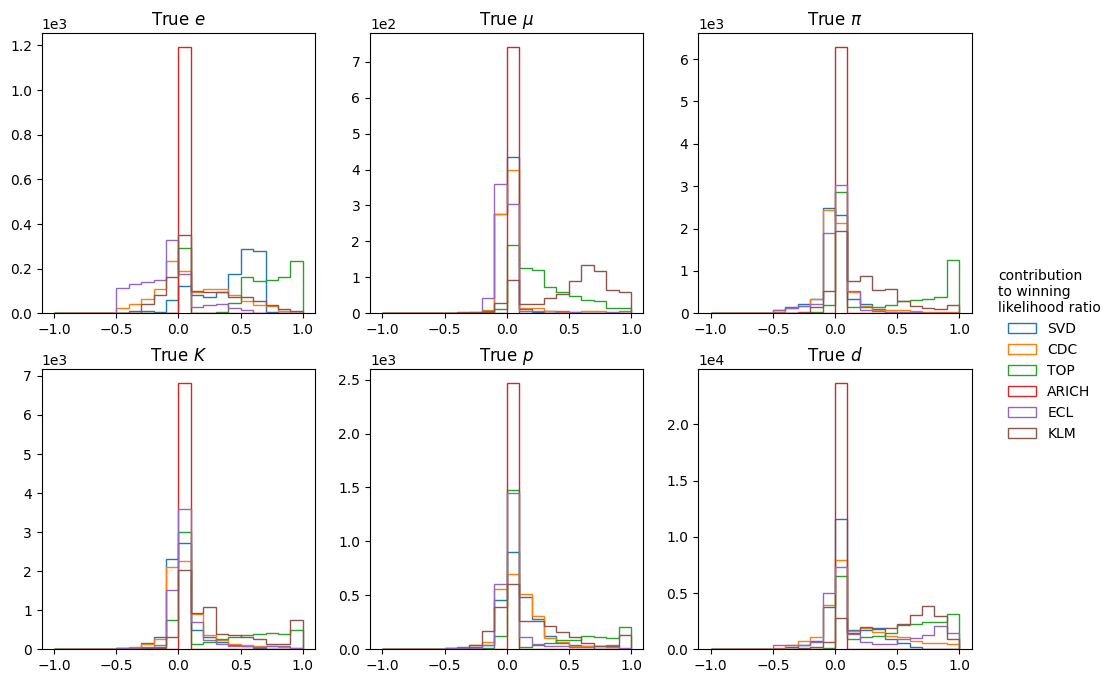 True e
1e3
1.2
1.0
0.8
0.6
0.4
0.2
0.0
−1.0 −0.5 0.0 0.5 1.0
True μ
1e2
7
6
5
4
3
2
1
0
−1.0 −0.5 0.0 0.5 1.0
True π
1e3
6
5
4
3
2
1
0
−1.0 −0.5 0.0 0.5 1.0
True K
1e3
7
6
5
4
3
2
1
0
−1.0 −0.5 0.0 0.5 1.0
True p
1e3
2.5
2.0
1.5
1.0
0.5
0.0
−1.0 −0.5 0.0 0.5 1.0
True d
1e4
2.0
1.5
1.0
0.5
0.0
−1.0 −0.5 0.0 0.5 1.0
contribution
to winning
likelihood ratio
SVD
CDC
TOP
ARICH
ECL
KLM